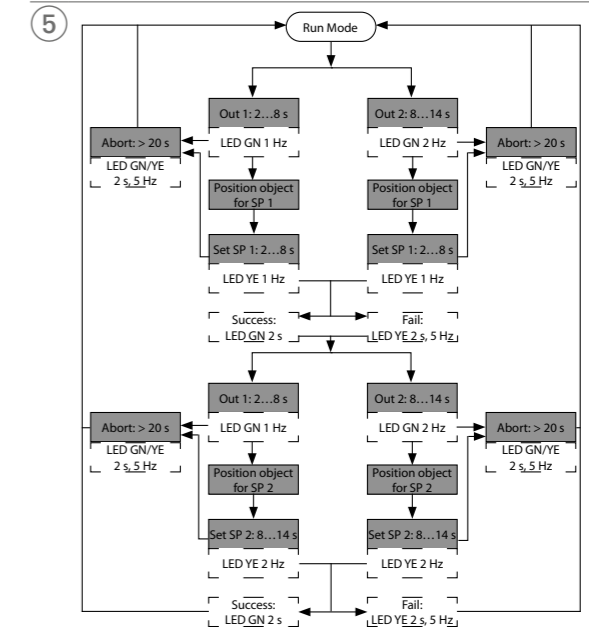 5
Run Mode
Out 1: 2…8 s
Out 2: 8…14 s
Abort: > 20 s
LED GN 1 Hz
LED GN 2 Hz
Abort: > 20 s
LED GN/YE
2 s, 5 Hz
LED GN/YE
2 s, 5 Hz
Position object
for SP 1
Position object
for SP 1
Set SP 1: 2…8 s
Set SP 1: 2…8 s
LED YE 1 Hz
LED YE 1 Hz
Success:
LED GN 2 s
Fail:
LED YE 2 s, 5 Hz
Out 1: 2…8 s
Out 2: 8…14 s
Abort: > 20 s
LED GN 1 Hz
LED GN 2 Hz
Abort: > 20 s
LED GN/YE
2 s, 5 Hz
LED GN/YE
2 s, 5 Hz
Position object
for SP 2
Position object
for SP 2
Set SP 2: 8…14 s
Set SP 2: 8…14 s
LED YE 2 Hz
LED YE 2 Hz
Success:
LED GN 2 s
Fail:
LED YE 2 s, 5 Hz